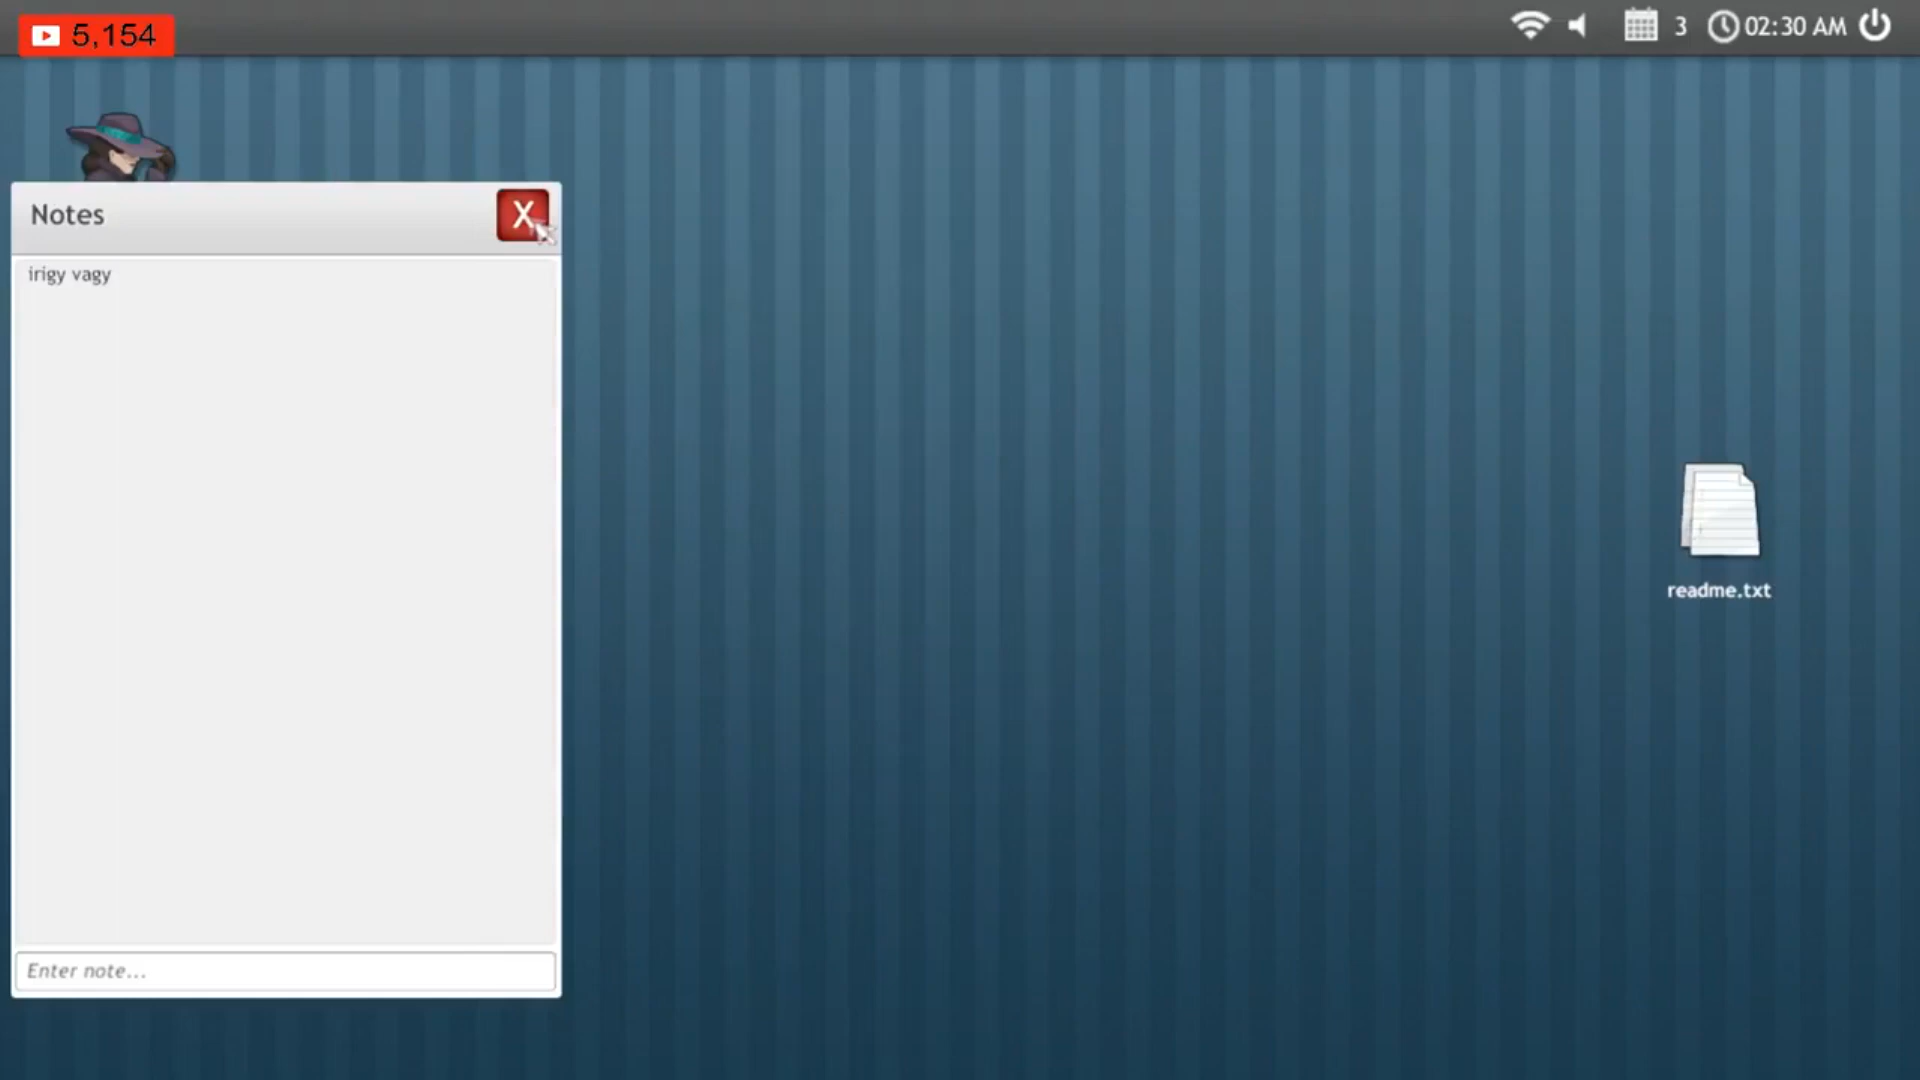 5,154
3
02:30 AM
Notes
X
irigy vagy
readme.txt
Enter note...